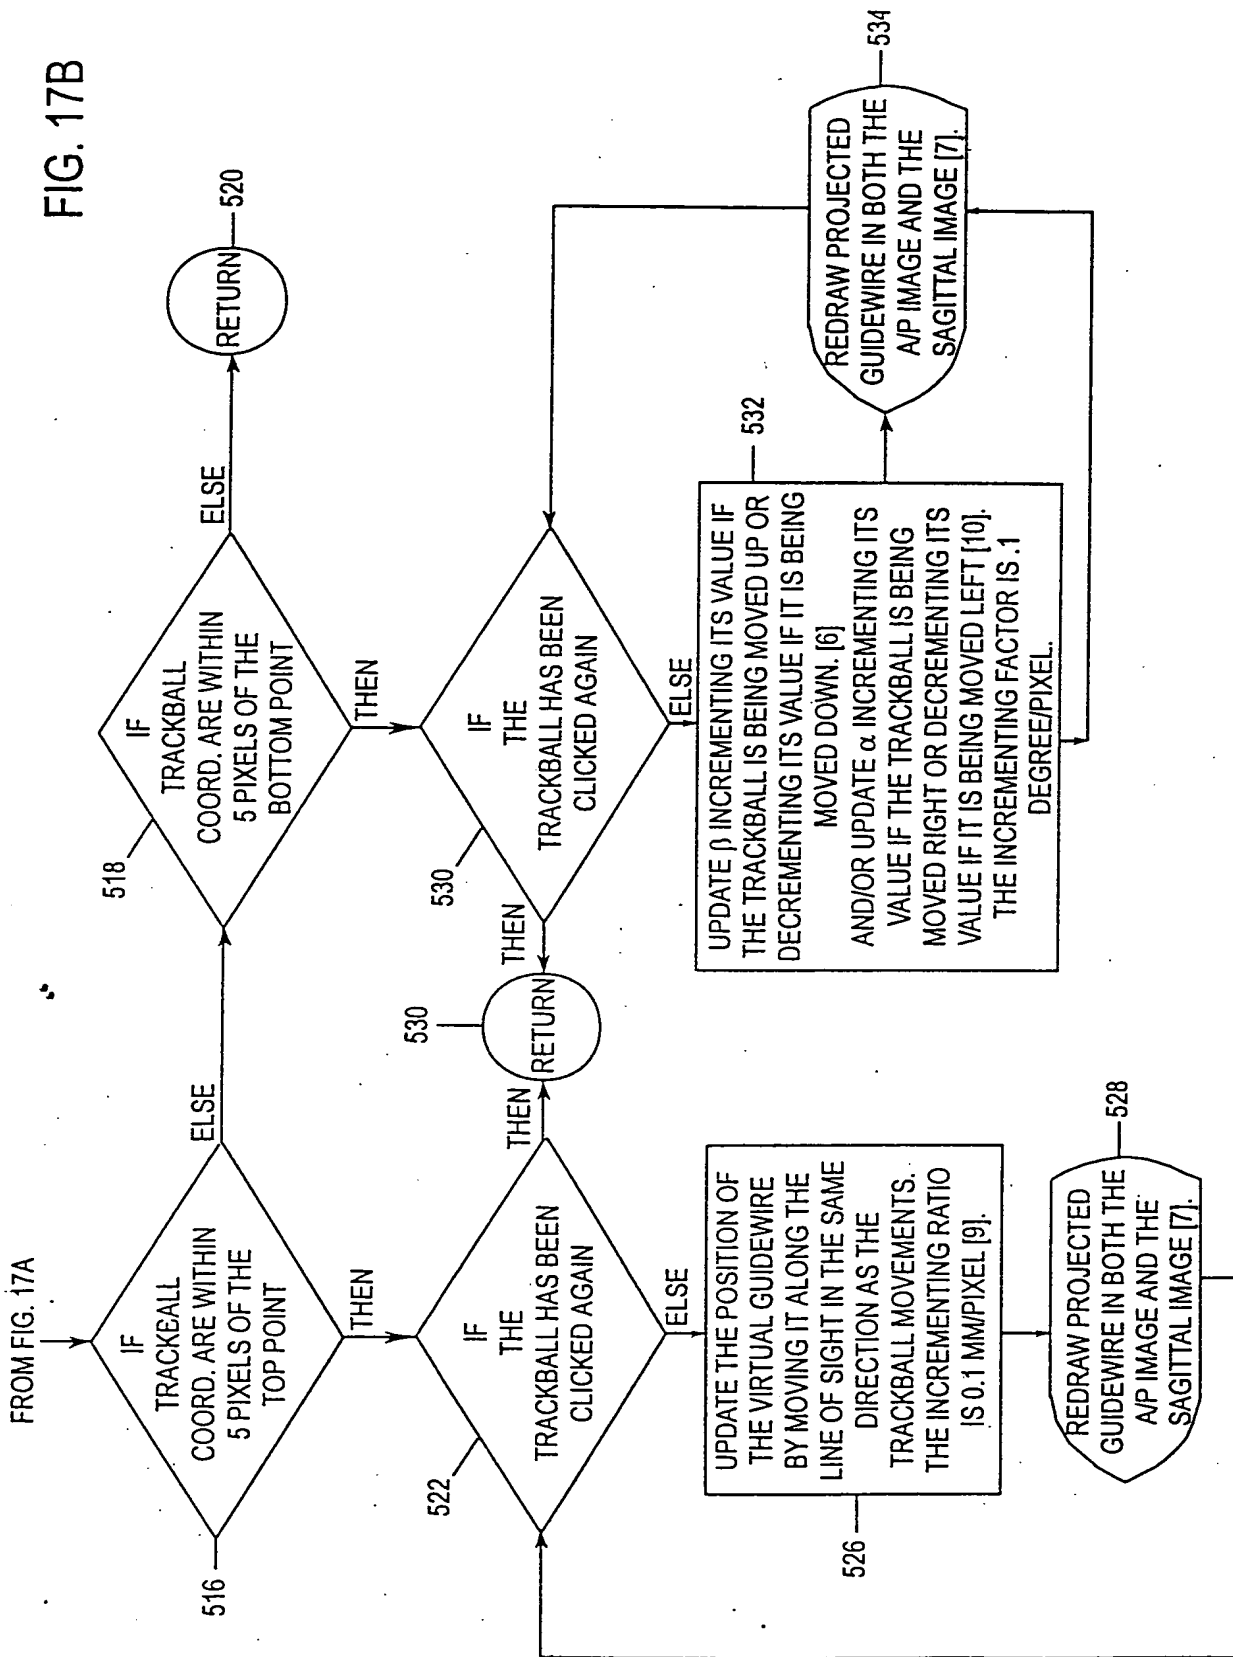 FIG. 17B
FROM FIG. 17A
IF
TRACKEALL
COORD. ARE WITHIN
5 PIXELS OF THE
TOP POINT
516
ELSE
THEN
IF
TRACKBALL
COORD. ARE WITHIN
5 PIXELS OF THE
BOTTOM POINT
518
ELSE
THEN
RETURN
520
IF
THE
TRACKBALL HAS BEEN
CLICKED AGAIN
522
THEN
ELSE
RETURN
530
IF
THE
TRACKBALL HAS BEEN
CLICKED AGAIN
530
THEN
ELSE
UPDATE THE POSITION OF
THE VIRTUAL GUIDEWIRE
BY MOVING IT ALONG THE
LINE OF SIGHT IN THE SAME
DIRECTION AS THE
TRACKBALL MOVEMENTS.
THE INCREMENTING RATIO
IS 0.1 MM/PIXEL [9].
526
UPDATE β INCREMENTING ITS VALUE IF
THE TRACKBALL IS BEING MOVED UP OR
DECREMENTING ITS VALUE IF IT IS BEING
MOVED DOWN. [6]
AND/OR UPDATE α INCREMENTING ITS
VALUE IF THE TRACKBALL IS BEING
MOVED RIGHT OR DECREMENTING ITS
VALUE IF IT IS BEING MOVED LEFT [10].
THE INCREMENTING FACTOR IS .1
DEGREE/PIXEL.
532
REDRAW PROJECTED
GUIDEWIRE IN BOTH THE
A/P IMAGE AND THE
SAGITTAL IMAGE [7].
534
REDRAW PROJECTED
GUIDEWIRE IN BOTH THE
A/P IMAGE AND THE
SAGITTAL IMAGE [7].
528